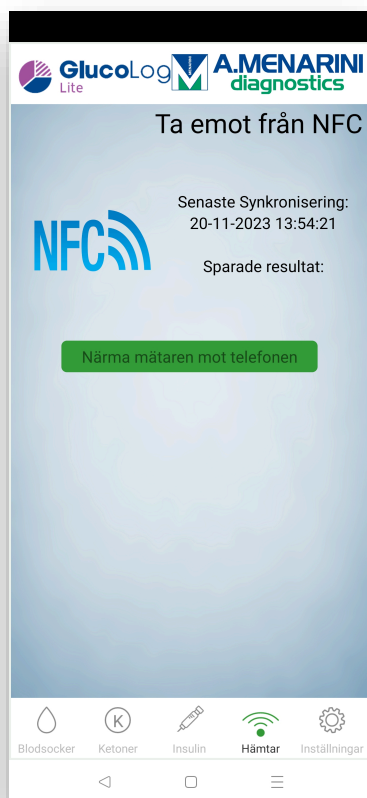 GlucoLog
Lite
MENARINI
A.MENARINI
diagnostics
Ta emot från NFC
NFC
Senaste Synkronisering:
20-11-2023 13:54:21
Sparade resultat:
Närma mätaren mot telefonen
K
Blodsocker
Ketoner
Insulin
Hämtar
Inställningar